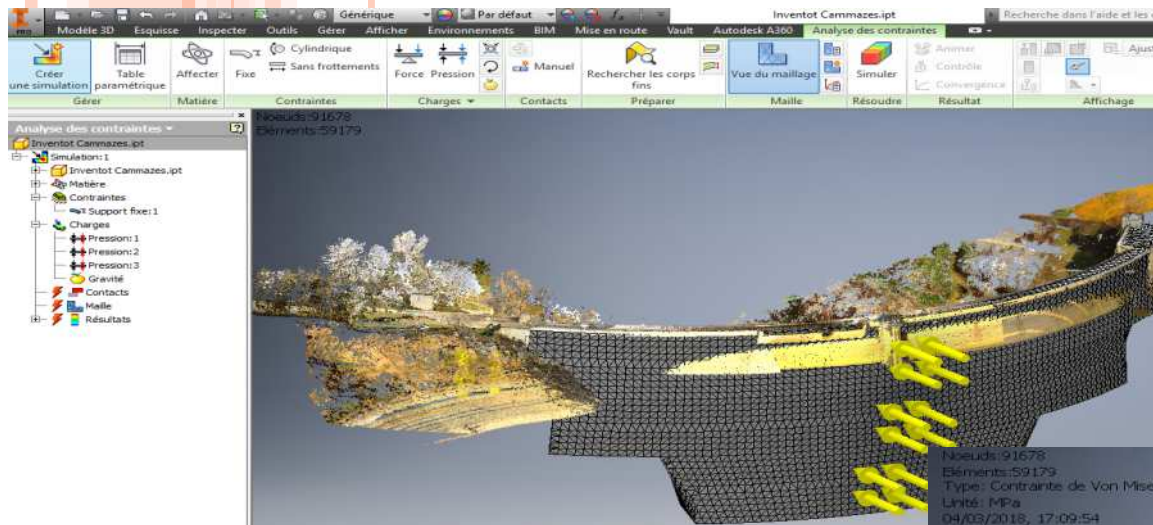 Générique
Par défaut
Inventot Cammazes.ipt
Recherche dans l'aide et les
PRO
Modèle 3D Esquisse Inspecter Outils Gérer Afficher Environnements BIM Mise en route Vault Autodesk A360 Analyse des contraintes
Créer
une simulation
Table
paramétrique
Affecter
Fixe
Cylindrique
Sans frottements
Force Pression
Manuel
Rechercher les corps
fins
Vue du maillage
Simuler
Animer
Contrôle
Convergence
Ajust
Gérer Matière Contraintes Charges Contacts Préparer Maille Résoudre Résultat Affichage
Analyse des contraintes
Inventot Cammazes.ipt
Simulation:1
Inventot Cammazes.ipt
Matière
Contraintes
Support fixe:1
Charges
Pression:1
Pression:2
Pression:3
Gravité
Contacts
Maille
Résultats
Noeuds:91678
Eléments:59179
Noeuds:91678
Eléments:59179
Type: Contrainte de Von Mise
Unité: MPa
04/03/2018, 17:09:54